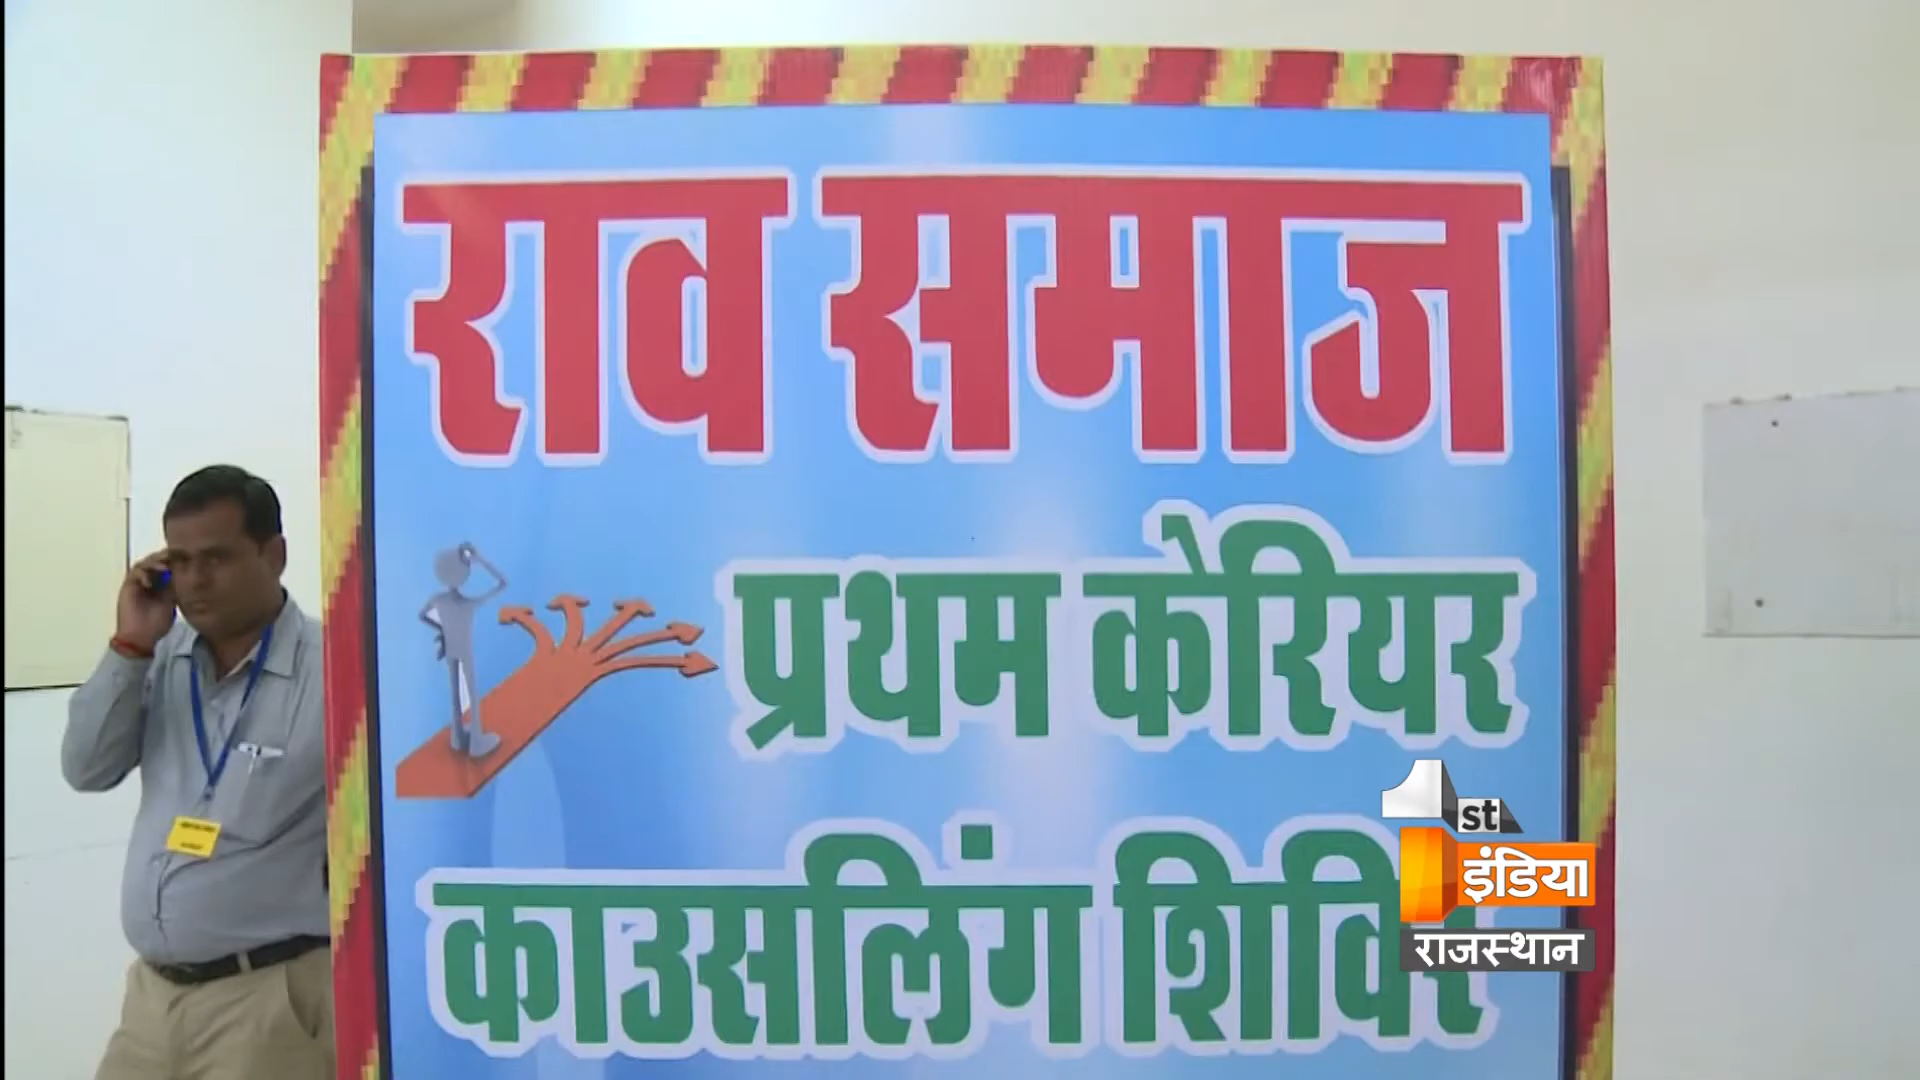 राव समाज
प्रथम केरियर
काउसलिंग शिविर
1st
इंडिया
राजस्थान